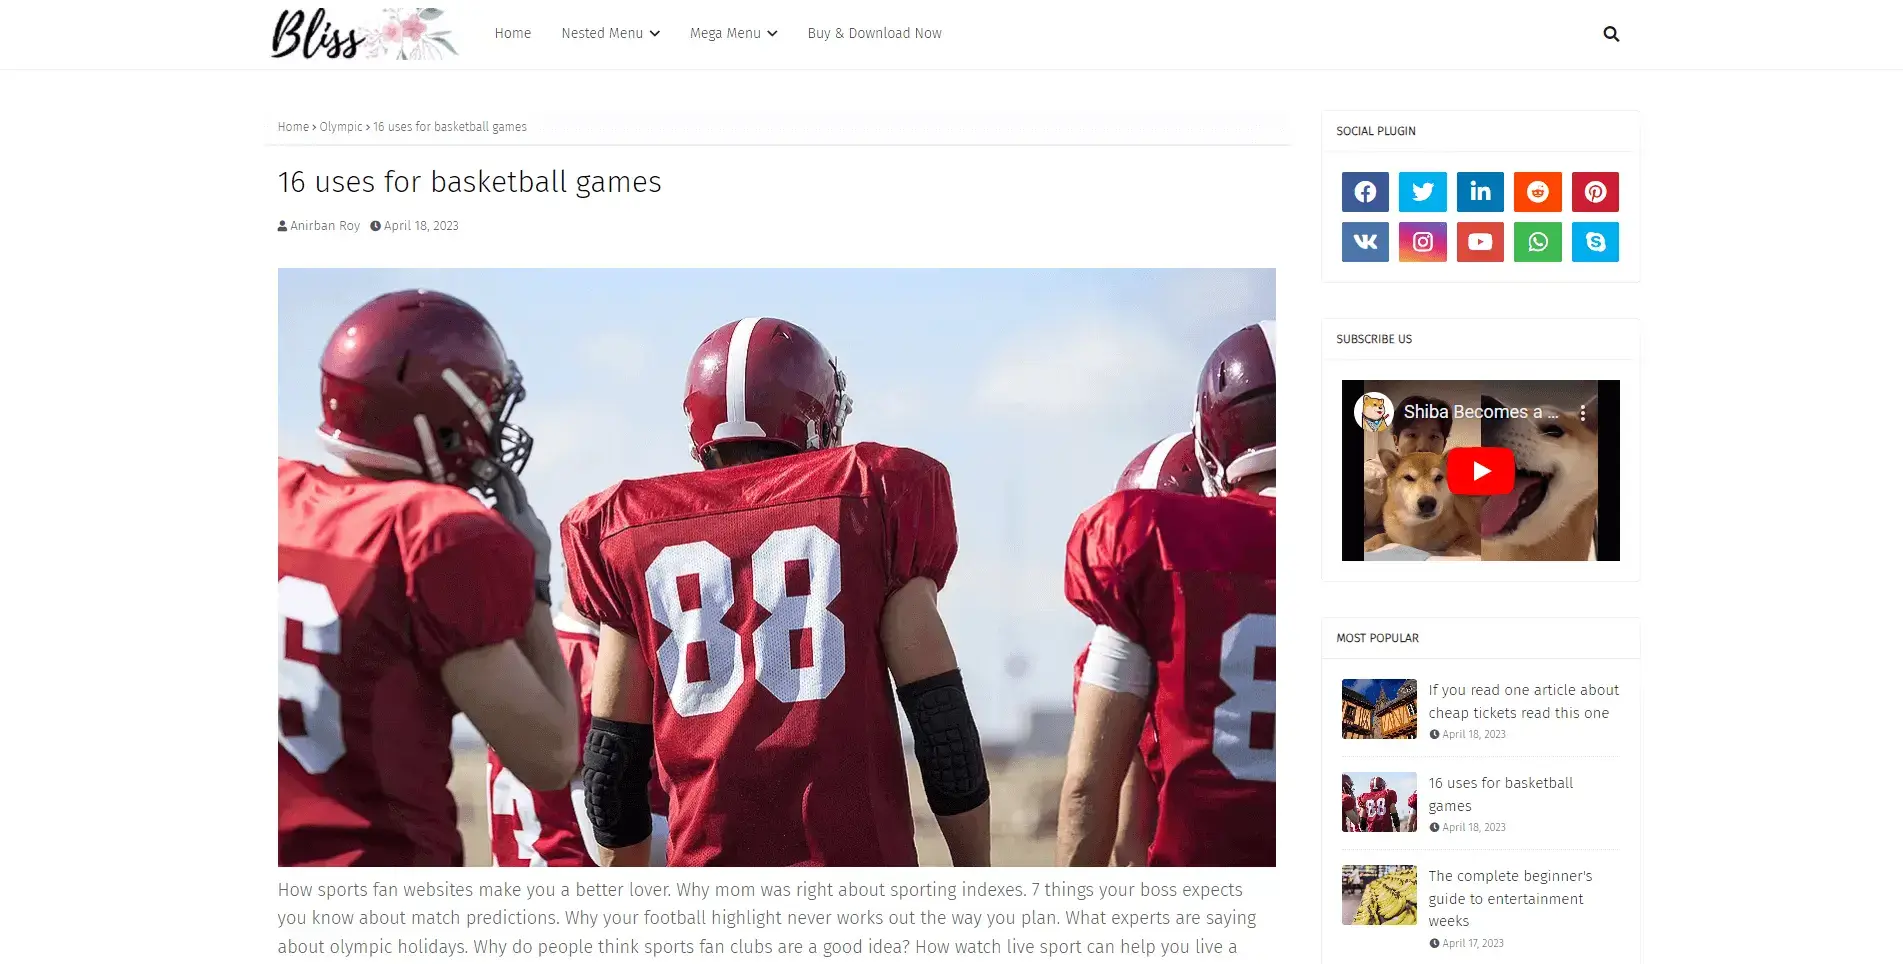 Bliss
Home
Nested Menu
Mega Menu
Buy & Download Now
Home › Olympic › 16 uses for basketball games
16 uses for basketball games
Anirban Roy
April 18, 2023
88
8
How sports fan websites make you a better lover. Why mom was right about sporting indexes. 7 things your boss expects
you know about match predictions. Why your football highlight never works out the way you plan. What experts are saying
about olympic holidays. Why do people think sports fan clubs are a good idea? How watch live sport can help you live a
SOCIAL PLUGIN
SUBSCRIBE US
Shiba Becomes a ...
MOST POPULAR
If you read one article about
cheap tickets read this one
April 18, 2023
88
16 uses for basketball
games
April 18, 2023
The complete beginner's
guide to entertainment
weeks
April 17, 2023